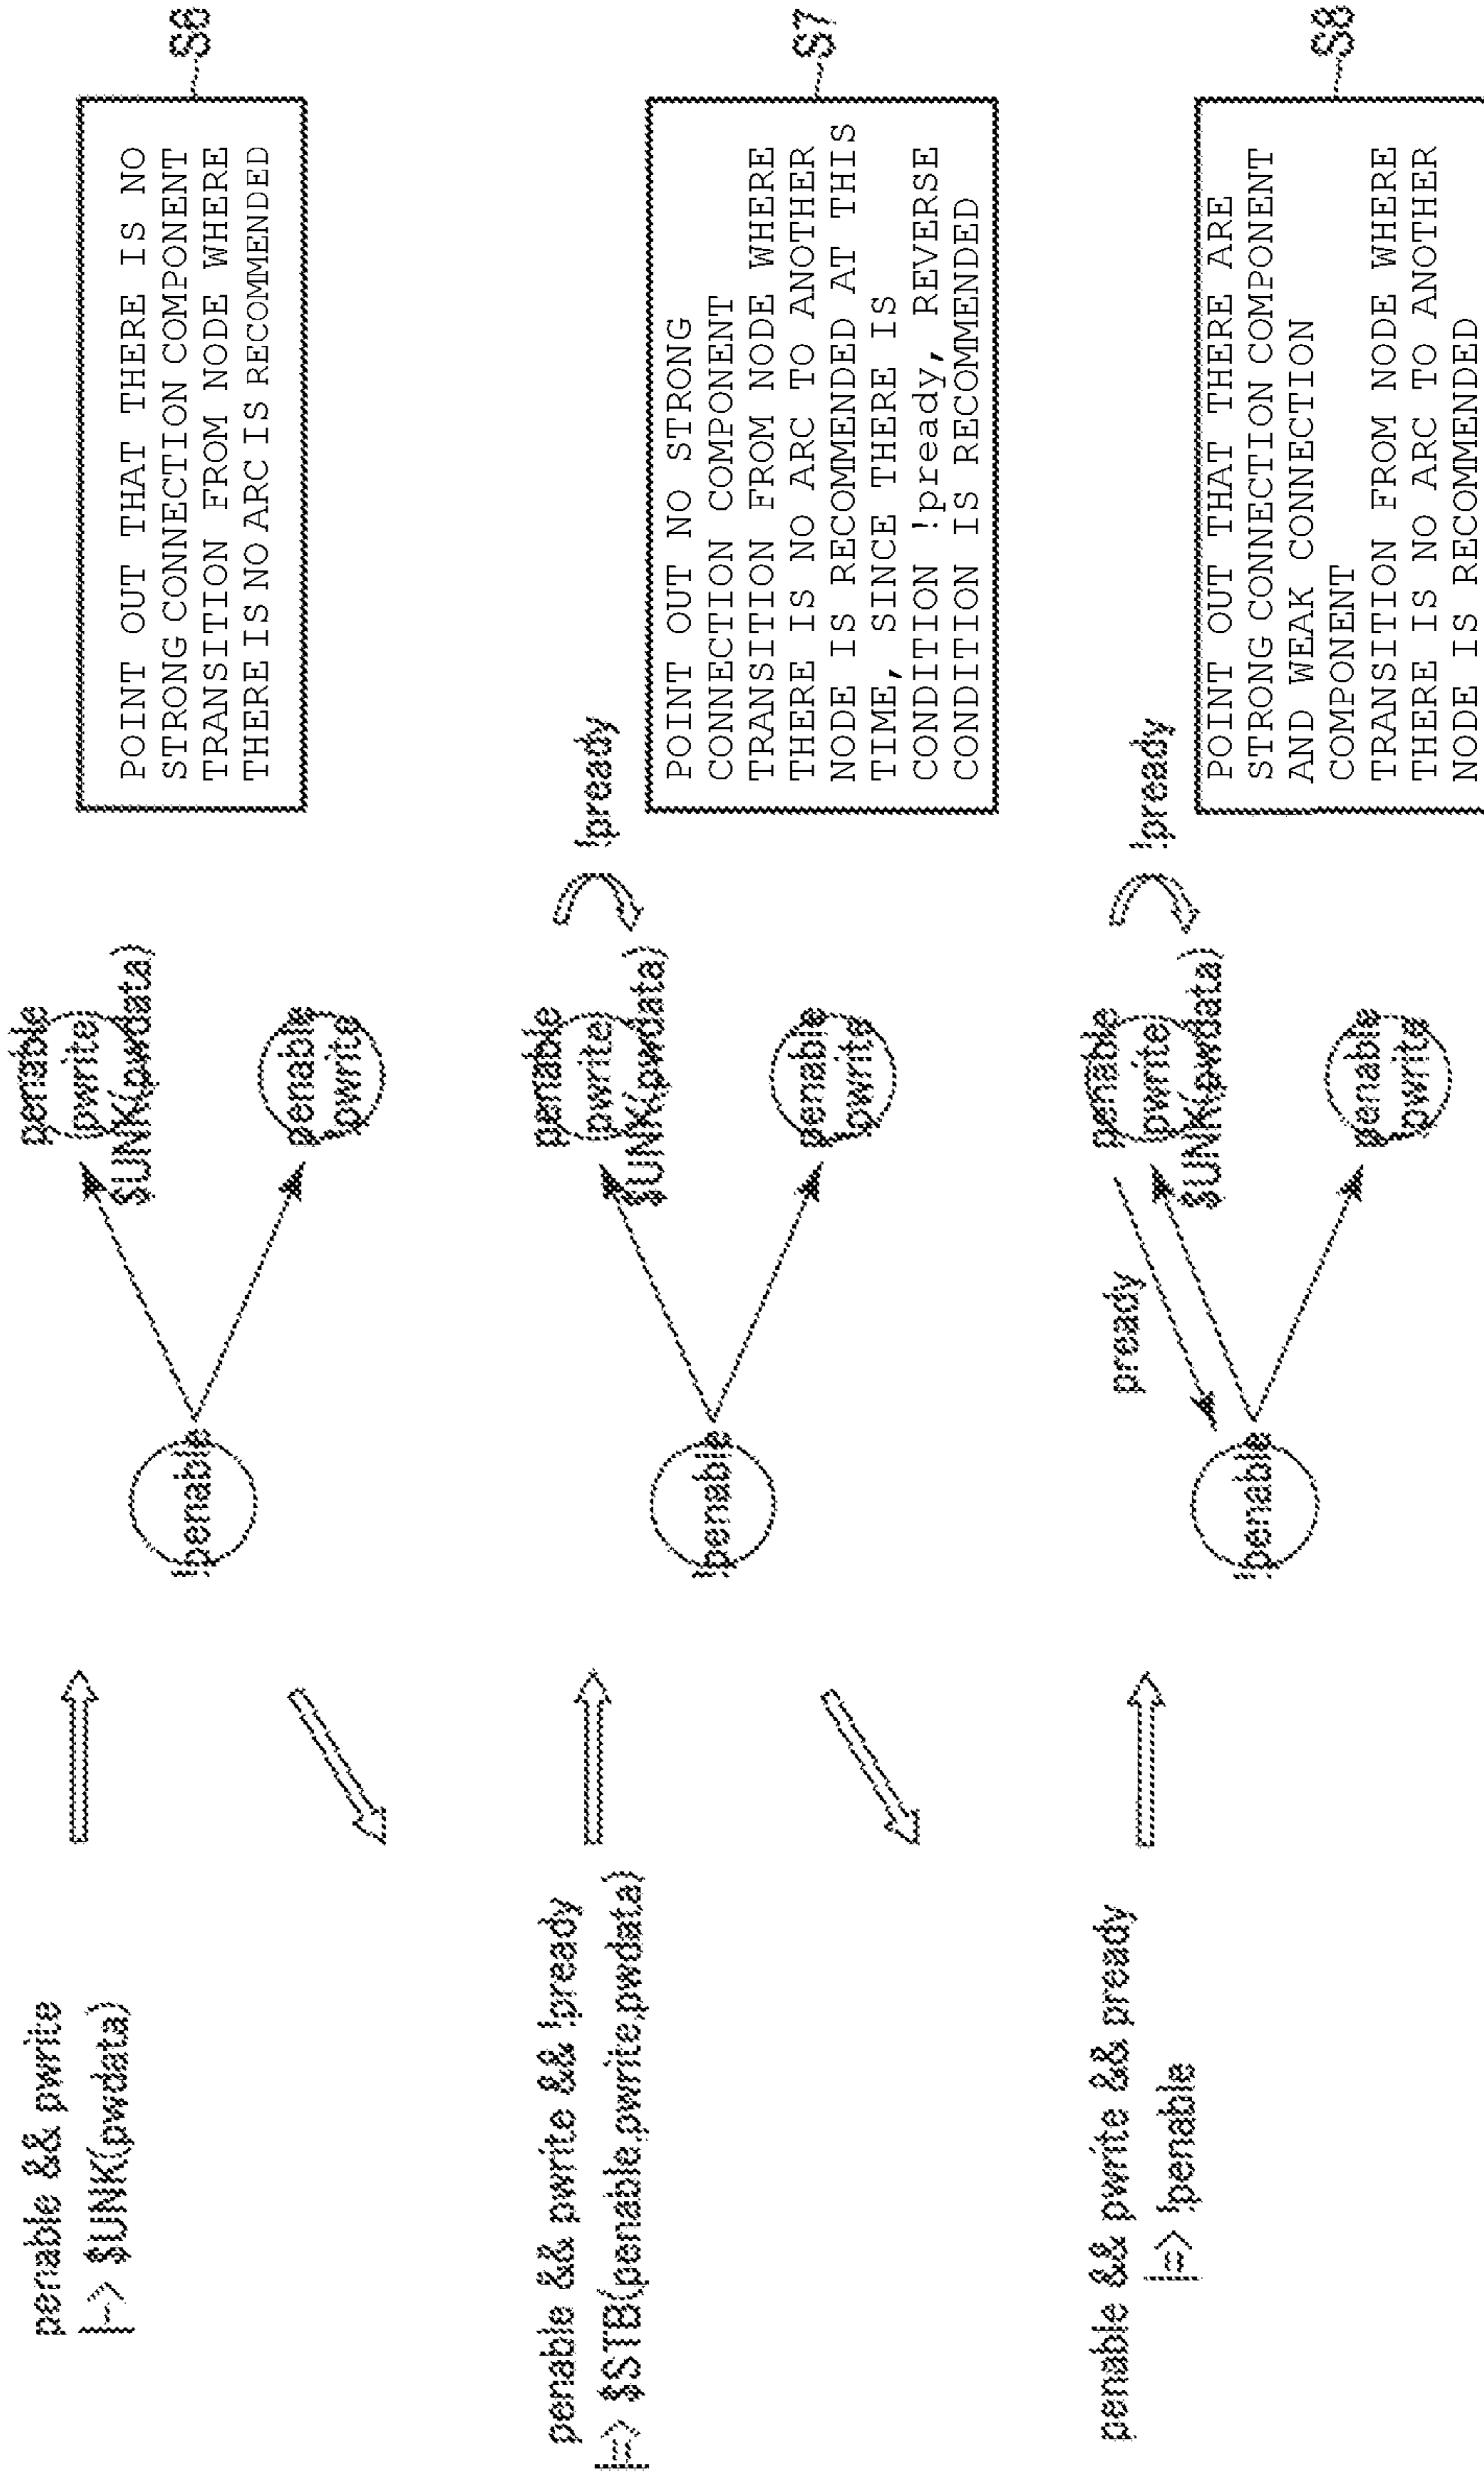 penable && pwrite
|-> $UNK(pwdata)
!penable
penable
pwrite
$UNK(pwdata)
penable
!pwrite
POINT OUT THAT THERE IS NO
STRONG CONNECTION COMPONENT
TRANSITION FROM NODE WHERE
THERE IS NO ARC IS RECOMMENDED
S8
penable && pwrite && !pready
|=> $STB(penable,pwrite,pwdata)
!penable
penable
pwrite
$UNK(pwdata)
!pready
penable
!pwrite
POINT OUT NO STRONG
CONNECTION COMPONENT
TRANSITION FROM NODE WHERE
THERE IS NO ARC TO ANOTHER
NODE IS RECOMMENDED AT THIS
TIME, SINCE THERE IS
CONDITION !pready, REVERSE
CONDITION IS RECOMMENDED
S7
penable && pwrite && pready
|=> !penable
pready
!penable
penable
pwrite
$UNK(pwdata)
!pready
penable
!pwrite
POINT OUT THAT THERE ARE
STRONG CONNECTION COMPONENT
AND WEAK CONNECTION
COMPONENT
TRANSITION FROM NODE WHERE
THERE IS NO ARC TO ANOTHER
NODE IS RECOMMENDED
S8